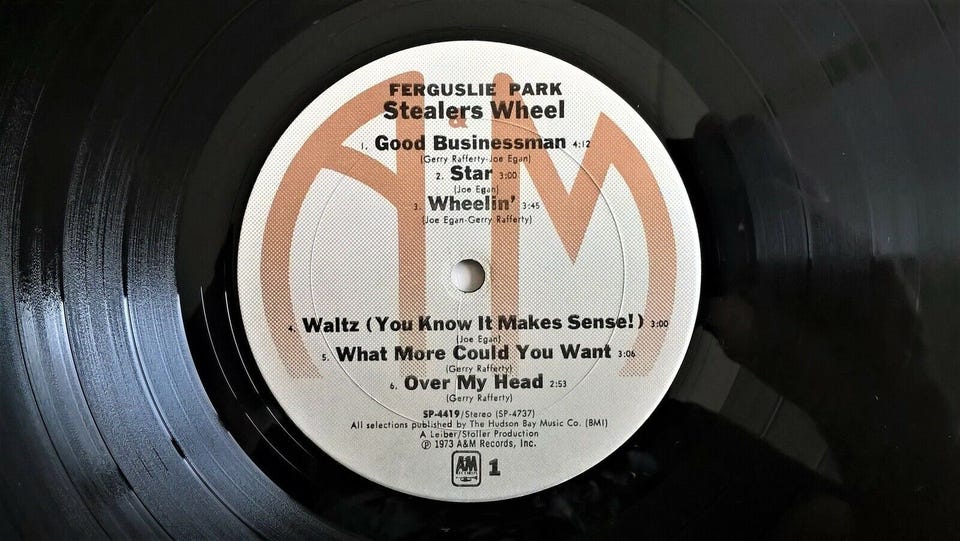 FERGUSLIE PARK
Stealers Wheel
1. Good Businessman 4:12
(Gerry Rafferty-Joe Egan)
2. Star 3:00
(Joe Egan)
3. Wheelin' 3:45
(Joe Egan-Gerry Rafferty)
4. Waltz (You Know It Makes Sense!) 3:00
(Joe Egan)
5. What More Could You Want 3:06
(Gerry Rafferty)
6. Over My Head 2:53
(Gerry Rafferty)
SP-4419/Stereo (SP-4737)
All selections published by The Hudson Bay Music Co. (BMI)
A Leiber/Stoller Production
℗ 1973 A&M Records, Inc.
AM 1